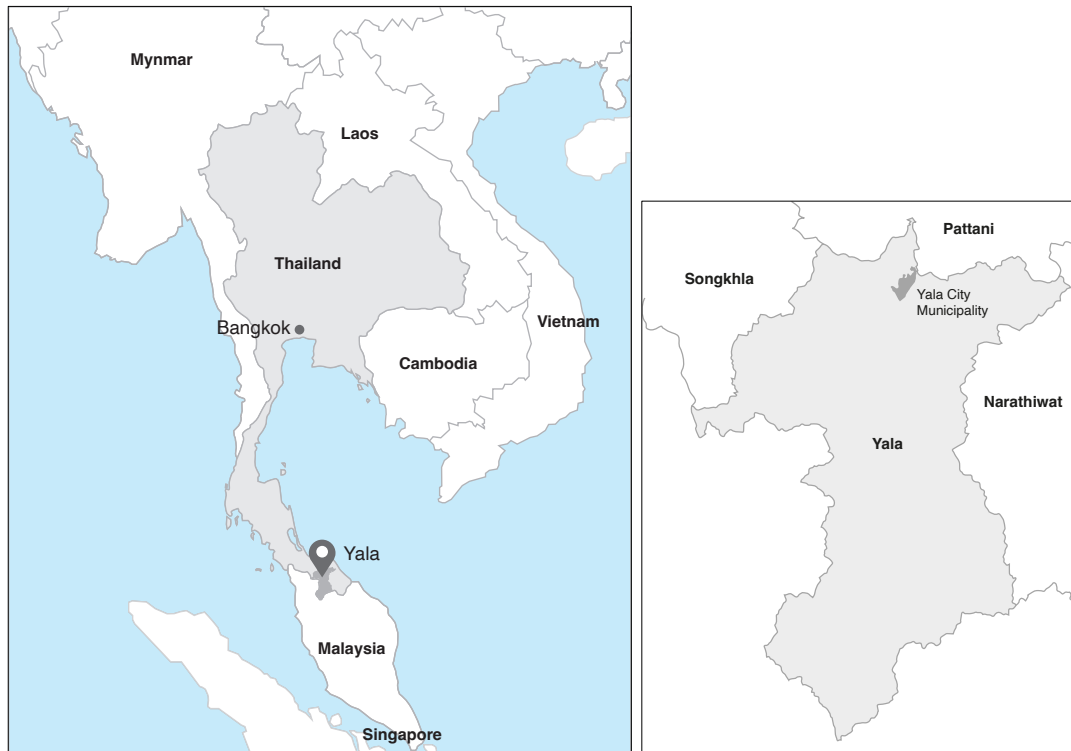 Mynmar
Laos
Thailand
Bangkok
Vietnam
Cambodia
Yala
Malaysia
Singapore
Pattani
Songkhla
Yala City
Municipality
Narathiwat
Yala